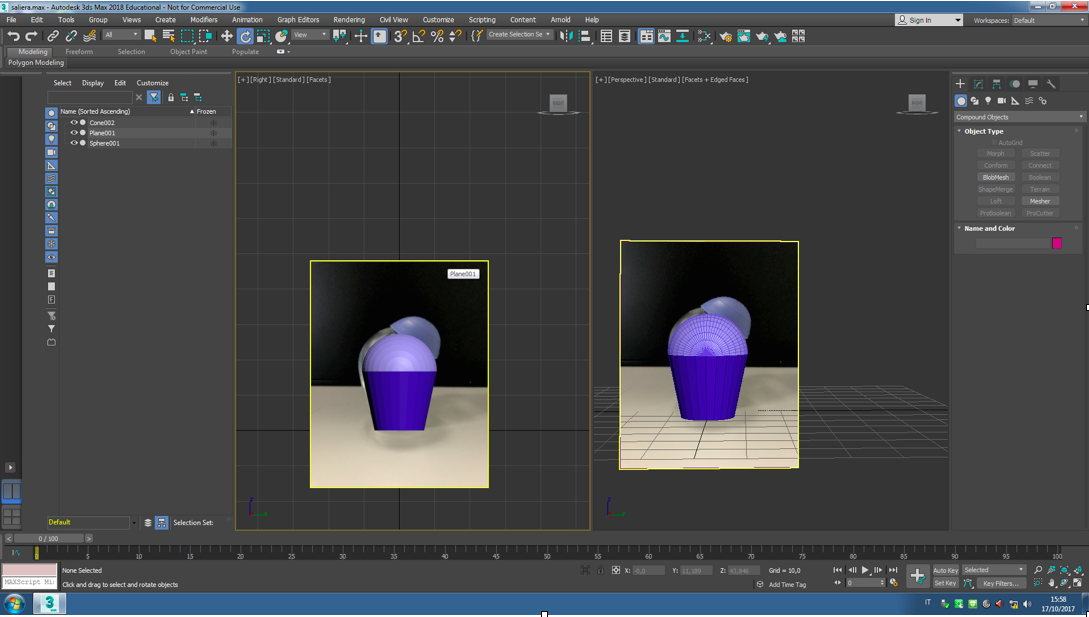 saliera.max - Autodesk 3ds Max 2018 Educational - Not for Commercial Use
File Edit Tools Group Views Create Modifiers Animation Graph Editors Rendering Civil View Customize Scripting Content Arnold Help
Sign In Workspaces: Default
All View Create Selection Se
Modeling Freeform Selection Object Paint Populate
Polygon Modeling
Select Display Edit Customize
Name (Sorted Ascending) Frozen
Cone002
Plane001
Sphere001
[+] [Right] [Standard] [Facets]
Plane001
[+] [Perspective] [Standard] [Facets + Edged Faces]
Compound Objects
Object Type
AutoGrid
Morph Scatter
Conform Connect
BlobMesh Boolean
ShapeMerge Terrain
Loft Mesher
ProBoolean ProCutter
Name and Color
Default Selection Set:
0 / 100
0 5 10 15 20 25 30 35 40 45 50 55 60 65 70 75 80 85 90 95 100
None Selected
MAXScript Mi:
Click and drag to select and rotate objects
X: -0,0 Y: 11,188 Z: 43,946 Grid = 10,0
Add Time Tag
0
Auto Key Selected
Set Key Key Filters...
IT
15:58
17/10/2017